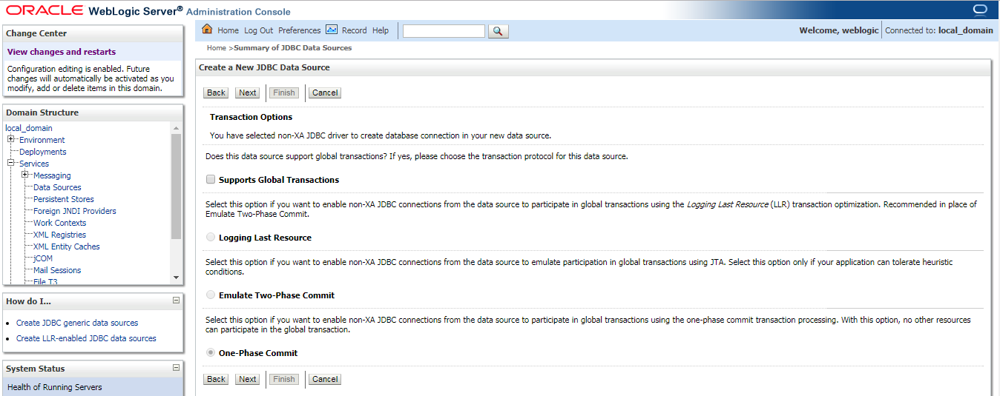 ORACLE WebLogic Server® Administration Console
Change Center
View changes and restarts
Configuration editing is enabled. Future
changes will automatically be activated as you
modify, add or delete items in this domain.
Domain Structure
local_domain
Environment
Deployments
Services
Messaging
Data Sources
Persistent Stores
Foreign JNDI Providers
Work Contexts
XML Registries
XML Entity Caches
jCOM
Mail Sessions
File T3
How do I...
Create JDBC generic data sources
Create LLR-enabled JDBC data sources
System Status
Health of Running Servers
Home Log Out Preferences Record Help
Welcome, weblogic Connected to: local_domain
Home >Summary of JDBC Data Sources
Create a New JDBC Data Source
Back Next Finish Cancel
Transaction Options
You have selected non-XA JDBC driver to create database connection in your new data source.
Does this data source support global transactions? If yes, please choose the transaction protocol for this data source.
Supports Global Transactions
Select this option if you want to enable non-XA JDBC connections from the data source to participate in global transactions using the Logging Last Resource (LLR) transaction optimization. Recommended in place of
Emulate Two-Phase Commit.
Logging Last Resource
Select this option if you want to enable non-XA JDBC connections from the data source to emulate participation in global transactions using JTA. Select this option only if your application can tolerate heuristic
conditions.
Emulate Two-Phase Commit
Select this option if you want to enable non-XA JDBC connections from the data source to participate in global transactions using the one-phase commit transaction processing. With this option, no other resources
can participate in the global transaction.
One-Phase Commit
Back Next Finish Cancel